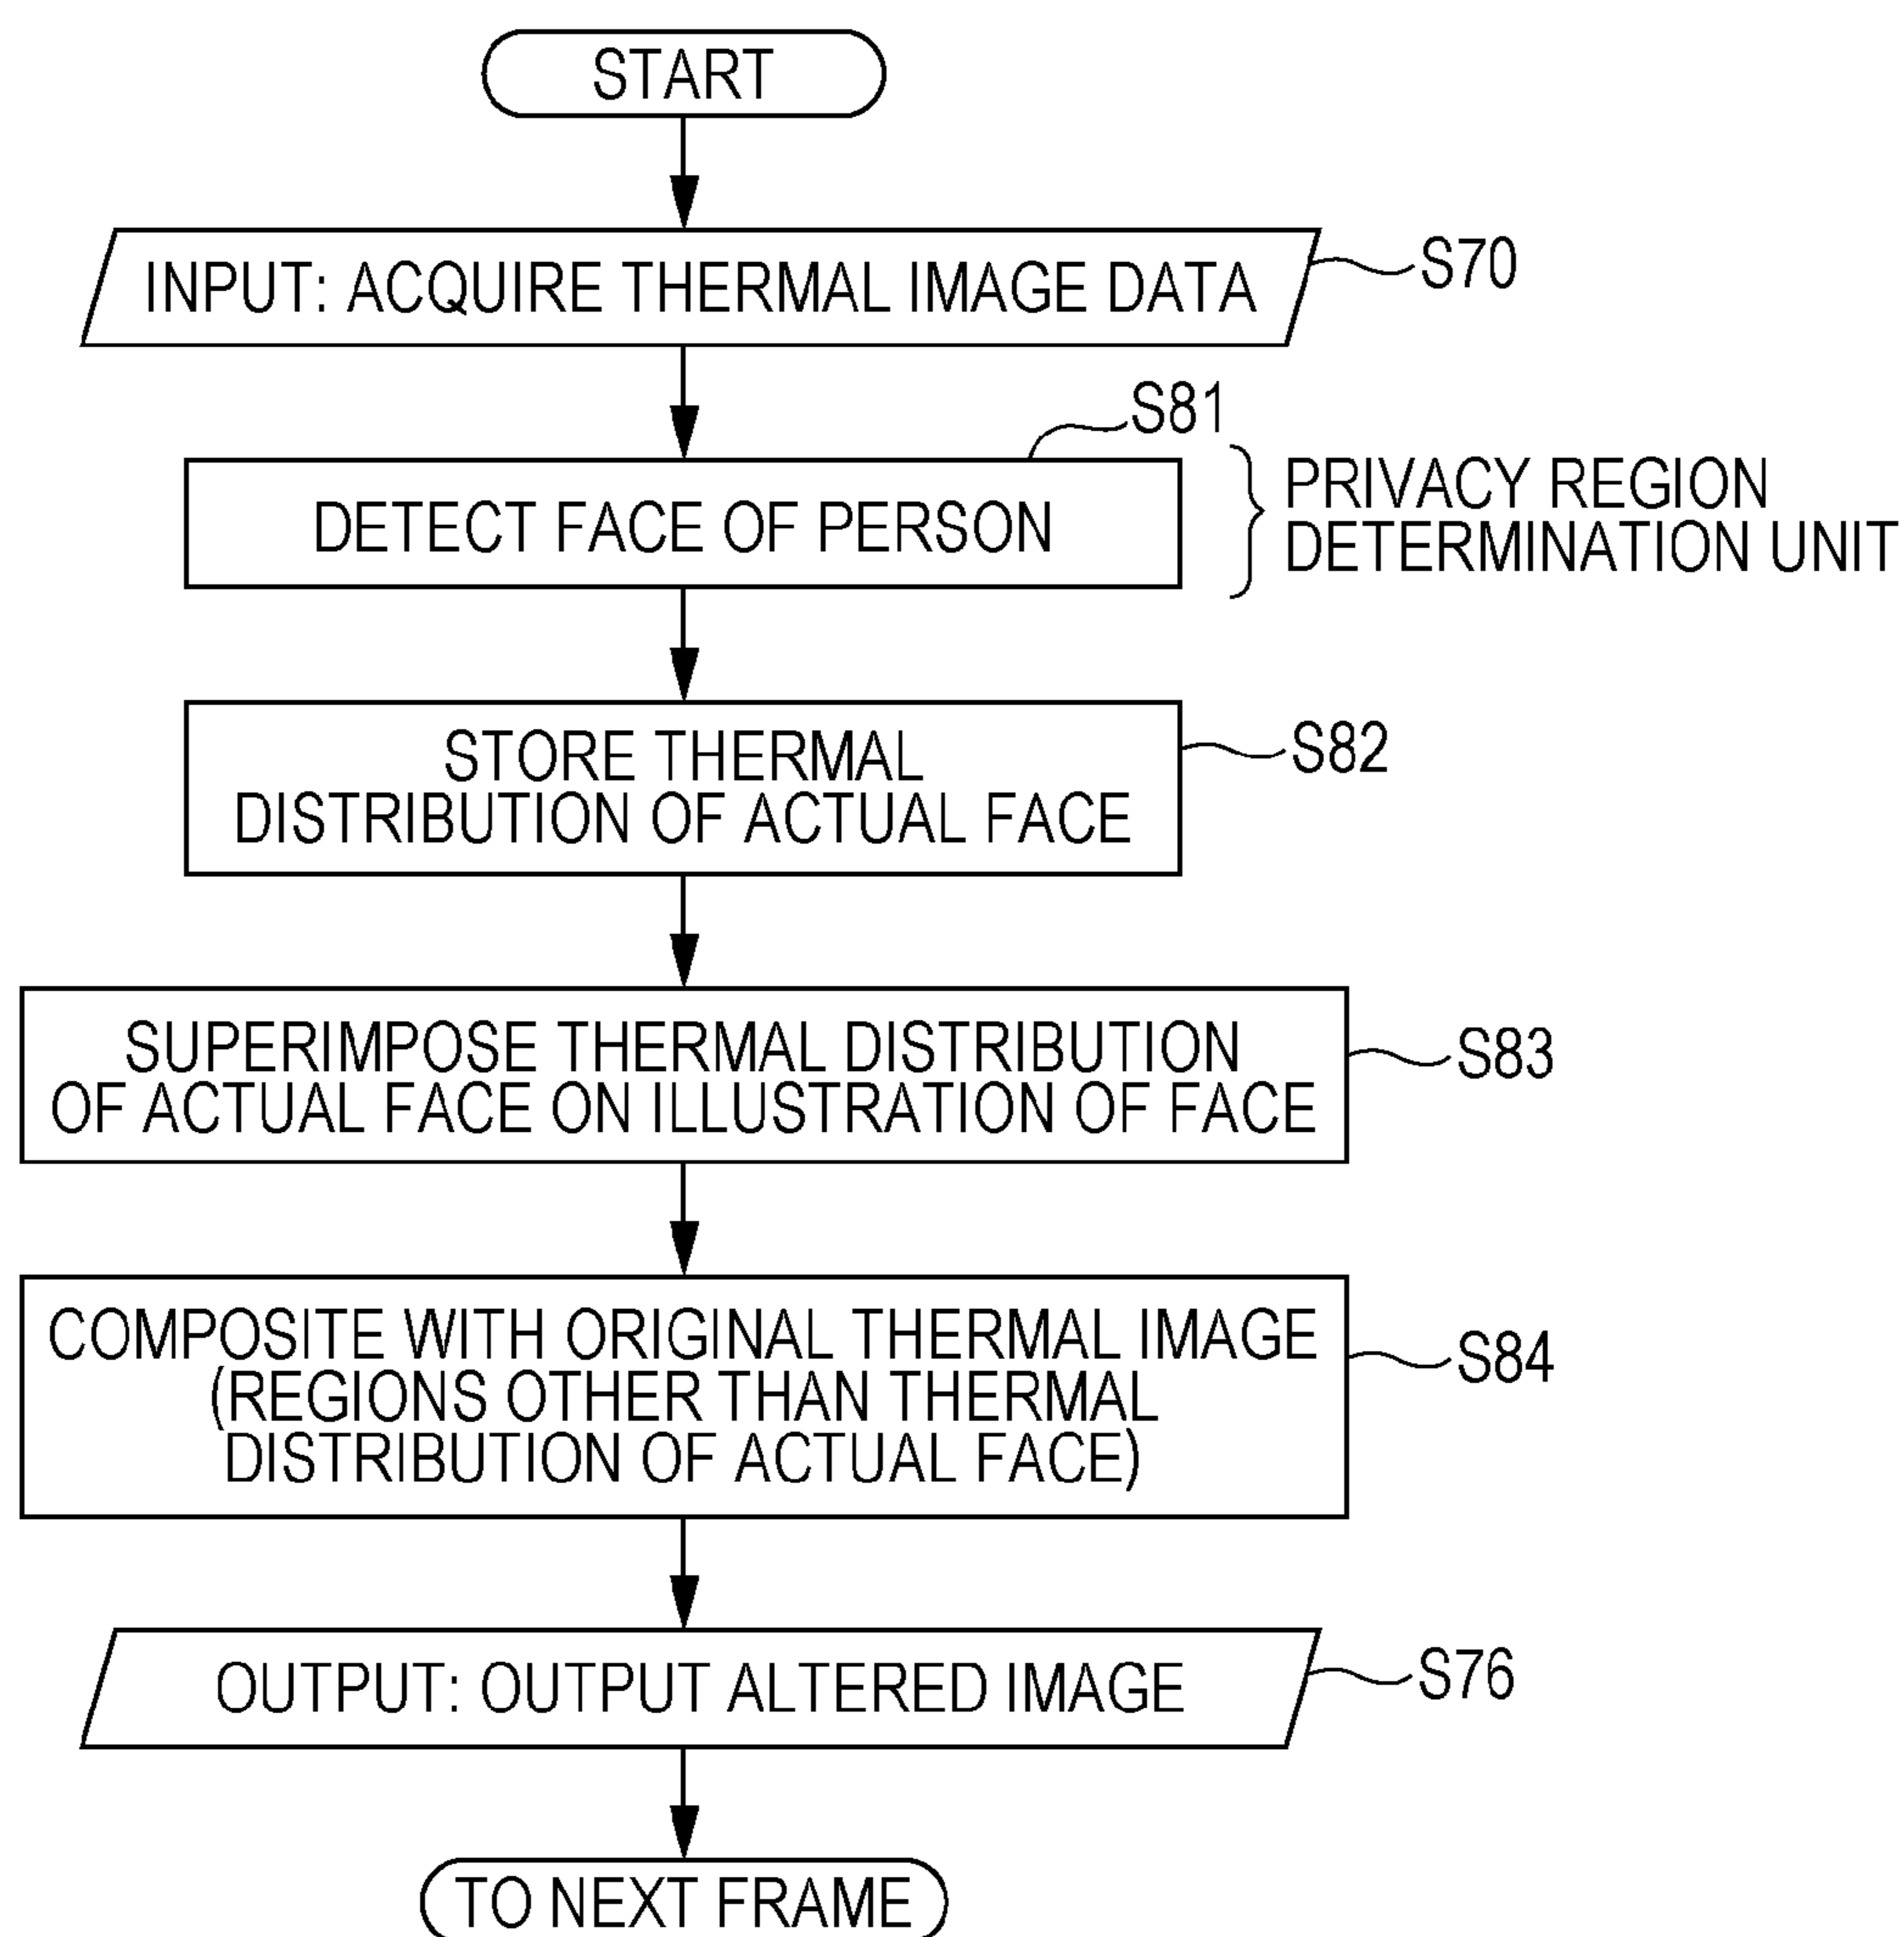 START
INPUT: ACQUIRE THERMAL IMAGE DATA
S70
S81
DETECT FACE OF PERSON
PRIVACY REGION
DETERMINATION UNIT
STORE THERMAL
DISTRIBUTION OF ACTUAL FACE
S82
SUPERIMPOSE THERMAL DISTRIBUTION
OF ACTUAL FACE ON ILLUSTRATION OF FACE
S83
COMPOSITE WITH ORIGINAL THERMAL IMAGE
(REGIONS OTHER THAN THERMAL
DISTRIBUTION OF ACTUAL FACE)
S84
OUTPUT: OUTPUT ALTERED IMAGE
S76
TO NEXT FRAME